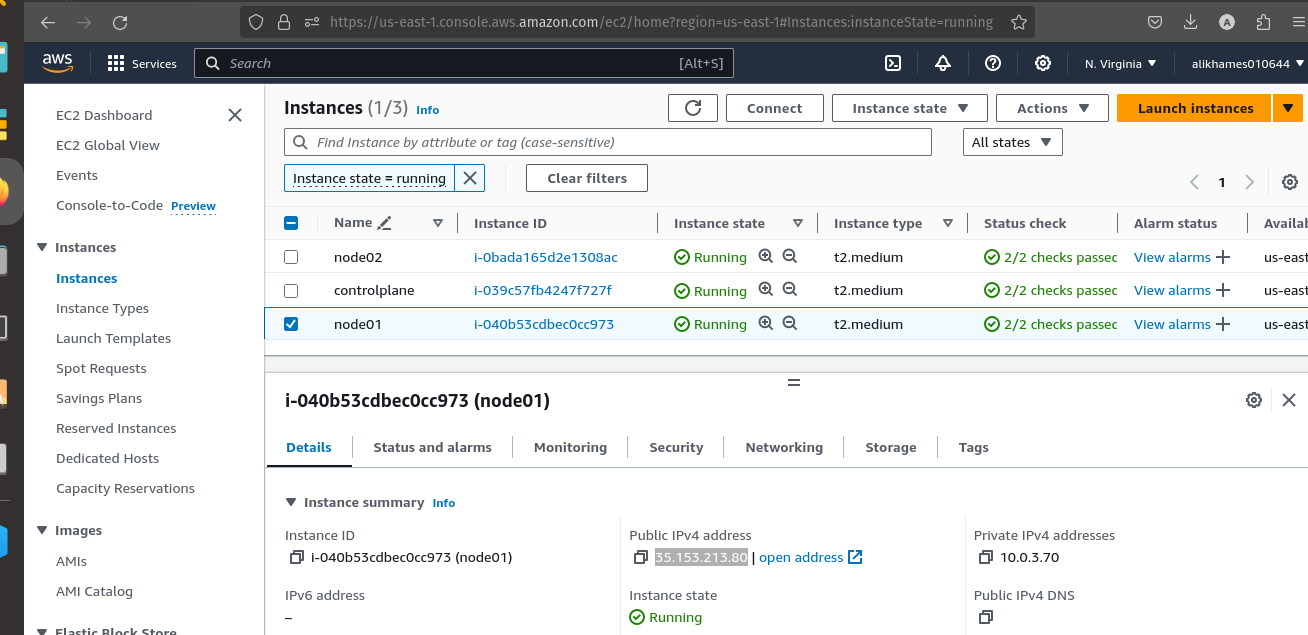 https://us-east-1.console.aws.amazon.com/ec2/home?region=us-east-1#Instances:instanceState=running
A
aws
Services
Search
[Alt+S]
N. Virginia
alikhames010644
EC2 Dashboard
EC2 Global View
Events
Console-to-Code Preview
Instances
Instances
Instance Types
Launch Templates
Spot Requests
Savings Plans
Reserved Instances
Dedicated Hosts
Capacity Reservations
Images
AMIs
AMI Catalog
Elastic Block Store
Instances (1/3) Info
Connect
Instance state
Actions
Launch instances
Find Instance by attribute or tag (case-sensitive)
All states
Instance state = running
Clear filters
1
Name Instance ID Instance state Instance type Status check Alarm status Availab
node02 i-0bada165d2e1308ac Running t2.medium 2/2 checks passec View alarms us-east
controlplane i-039c57fb4247f727f Running t2.medium 2/2 checks passec View alarms us-east
node01 i-040b53cdbec0cc973 Running t2.medium 2/2 checks passec View alarms us-east
i-040b53cdbec0cc973 (node01)
Details Status and alarms Monitoring Security Networking Storage Tags
Instance summary Info
Instance ID
i-040b53cdbec0cc973 (node01)
Public IPv4 address
35.153.213.80 | open address
Private IPv4 addresses
10.0.3.70
IPv6 address
–
Instance state
Running
Public IPv4 DNS